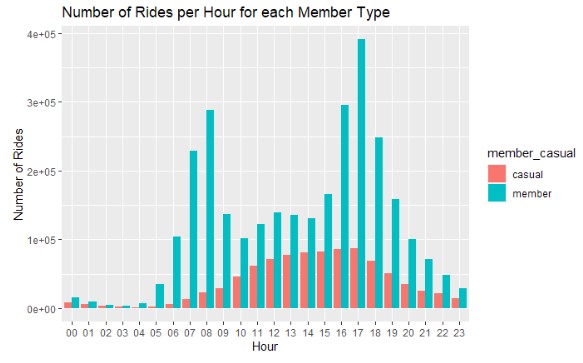 Number of Rides per Hour for each Member Type
4e+05
3e+05
2e+05
1e+05
0e+00
Number of Rides
00 01 02 03 04 05 06 07 08 09 10 11 12 13 14 15 16 17 18 19 20 21 22 23
Hour
member_casual
casual
member